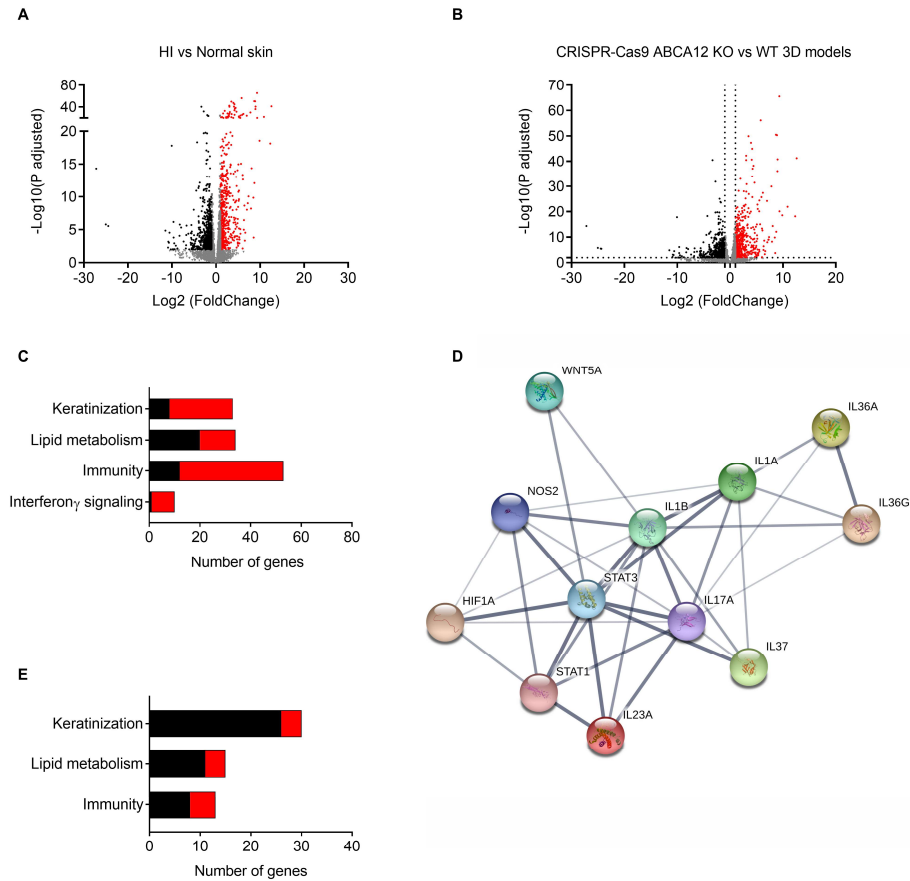 A
HI vs Normal skin
80
40
20
15
10
5
0
-Log10(P adjusted)
-30
-20
-10
0
10
20
30
Log2 (FoldChange)
B
CRISPR-Cas9 ABCA12 KO vs WT 3D models
70
60
50
40
30
20
10
0
-Log10(P adjusted)
-30
-20
-10
0
10
20
Log2 (FoldChange)
C
Keratinization
Lipid metabolism
Immunity
Interferonγ signaling
0
20
40
60
80
Number of genes
D
WNT5A
IL36A
IL1A
NOS2
IL1B
IL36G
STAT3
HIF1A
IL17A
IL37
STAT1
IL23A
E
Keratinization
Lipid metabolism
Immunity
0
10
20
30
40
Number of genes